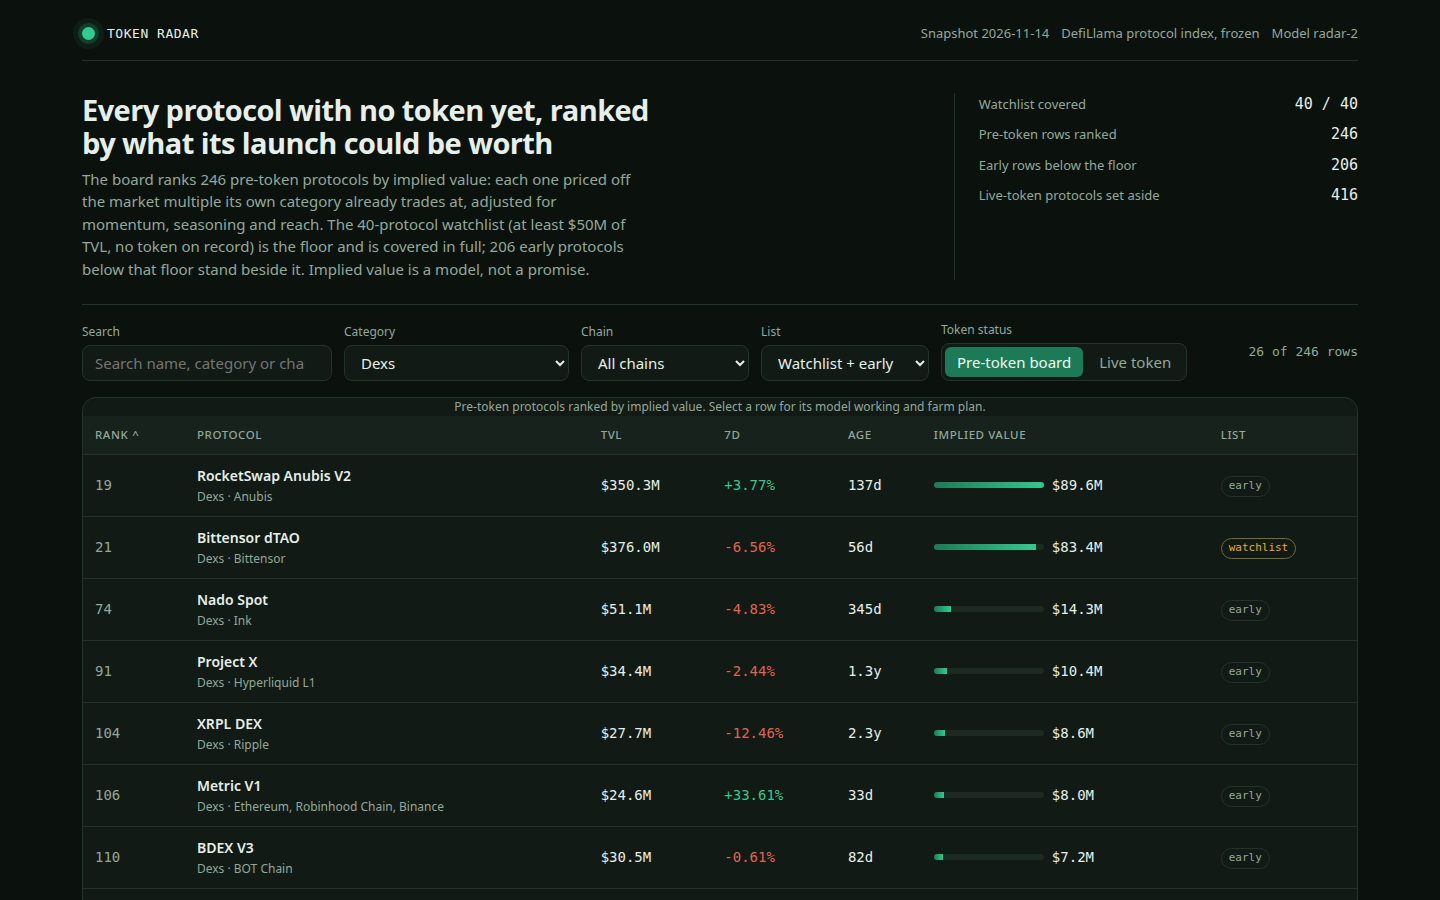 TOKEN RADAR
Snapshot 2026-11-14 DefiLlama protocol index, frozen Model radar-2
Every protocol with no token yet, ranked
by what its launch could be worth
The board ranks 246 pre-token protocols by implied value: each one priced off
the market multiple its own category already trades at, adjusted for
momentum, seasoning and reach. The 40-protocol watchlist (at least $50M of
TVL, no token on record) is the floor and is covered in full; 206 early protocols
below that floor stand beside it. Implied value is a model, not a promise.
Watchlist covered 40 / 40
Pre-token rows ranked 246
Early rows below the floor 206
Live-token protocols set aside 416
Search Category Chain List Token status
Search name, category or cha Dexs All chains Watchlist + early Pre-token board Live token 26 of 246 rows
Pre-token protocols ranked by implied value. Select a row for its model working and farm plan.
RANK ^ PROTOCOL TVL 7D AGE IMPLIED VALUE LIST
19 RocketSwap Anubis V2 $350.3M +3.77% 137d $89.6M early
Dexs · Anubis
21 Bittensor dTAO $376.0M -6.56% 56d $83.4M watchlist
Dexs · Bittensor
74 Nado Spot $51.1M -4.83% 345d $14.3M early
Dexs · Ink
91 Project X $34.4M -2.44% 1.3y $10.4M early
Dexs · Hyperliquid L1
104 XRPL DEX $27.7M -12.46% 2.3y $8.6M early
Dexs · Ripple
106 Metric V1 $24.6M +33.61% 33d $8.0M early
Dexs · Ethereum, Robinhood Chain, Binance
110 BDEX V3 $30.5M -0.61% 82d $7.2M early
Dexs · BOT Chain